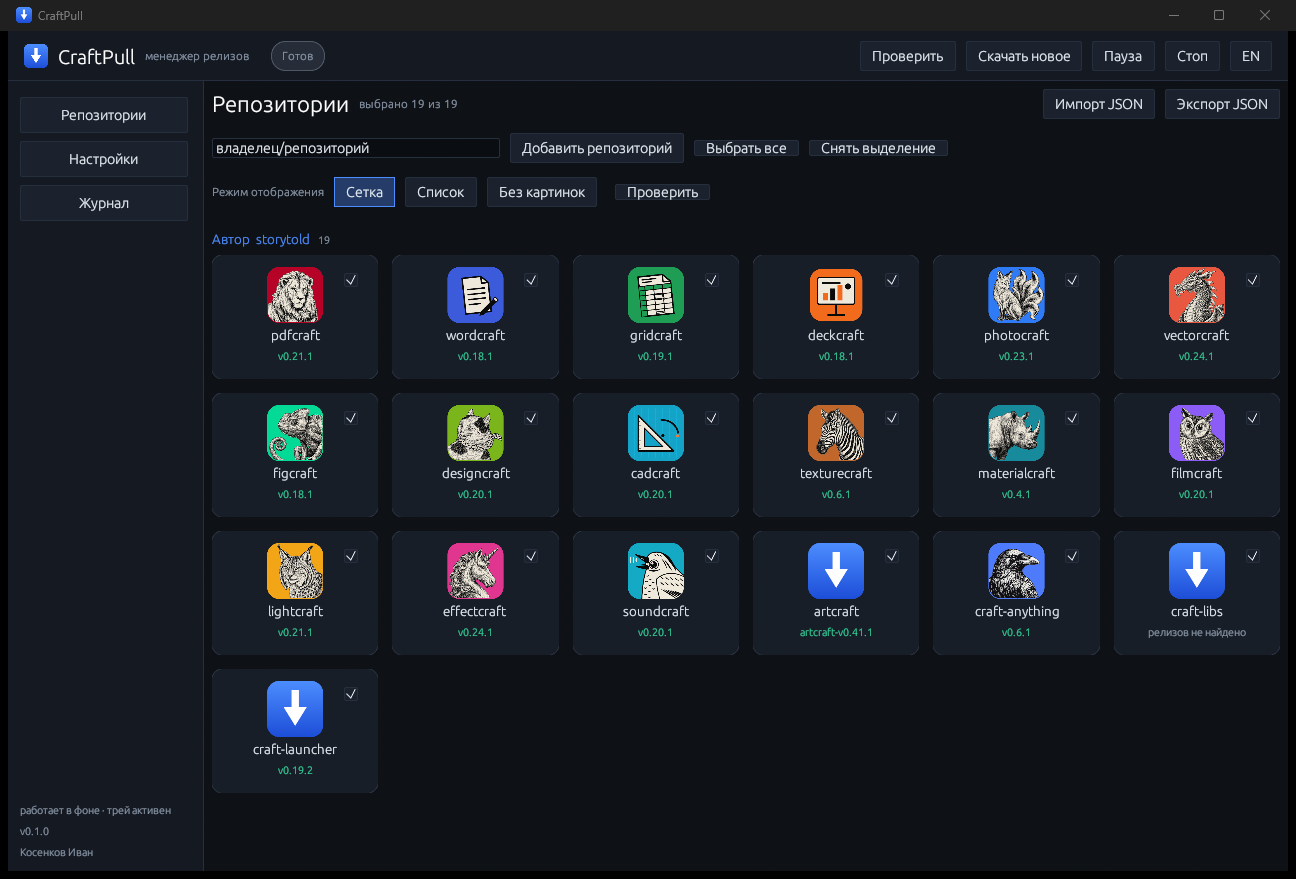 CraftPull
CraftPull менеджер релизов Готов Проверить Скачать новое Пауза Стоп EN
Репозитории
Настройки
Журнал
Репозитории выбрано 19 из 19 Импорт JSON Экспорт JSON
владелец/репозиторий Добавить репозиторий Выбрать все Снять выделение
Режим отображения Сетка Список Без картинок Проверить
Автор storytold 19
pdfcraft wordcraft gridcraft deckcraft photocraft vectorcraft
v0.21.1 v0.18.1 v0.19.1 v0.18.1 v0.23.1 v0.24.1
figcraft designcraft cadcraft texturecraft materialcraft filmcraft
v0.18.1 v0.20.1 v0.20.1 v0.6.1 v0.4.1 v0.20.1
lightcraft effectcraft soundcraft artcraft craft-anything craft-libs
v0.21.1 v0.24.1 v0.20.1 artcraft-v0.41.1 v0.6.1 релизов не найдено
craft-launcher
v0.19.2
работает в фоне · трей активен
v0.1.0
Косенков Иван